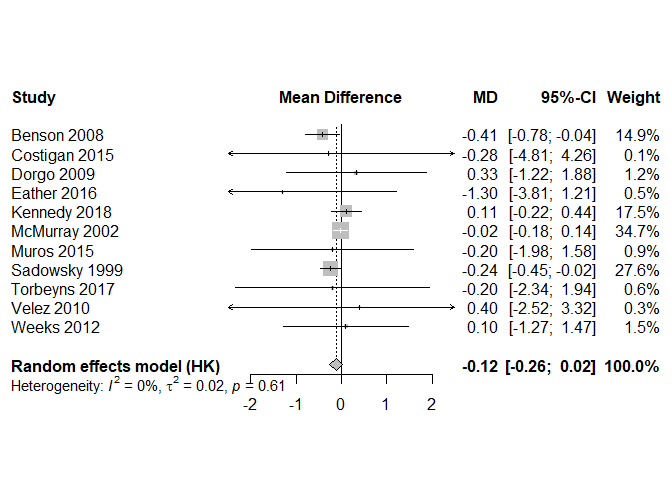 Study Mean Difference MD 95%-CI Weight
Benson 2008 -0.41 [-0.78; -0.04] 14.9%
Costigan 2015 -0.28 [-4.81; 4.26] 0.1%
Dorgo 2009 0.33 [-1.22; 1.88] 1.2%
Eather 2016 -1.30 [-3.81; 1.21] 0.5%
Kennedy 2018 0.11 [-0.22; 0.44] 17.5%
McMurray 2002 -0.02 [-0.18; 0.14] 34.7%
Muros 2015 -0.20 [-1.98; 1.58] 0.9%
Sadowsky 1999 -0.24 [-0.45; -0.02] 27.6%
Torbeyns 2017 -0.20 [-2.34; 1.94] 0.6%
Velez 2010 0.40 [-2.52; 3.32] 0.3%
Weeks 2012 0.10 [-1.27; 1.47] 1.5%
Random effects model (HK) -0.12 [-0.26; 0.02] 100.0%
Heterogeneity: I² = 0%, τ² = 0.02, p = 0.61
-2 -1 0 1 2